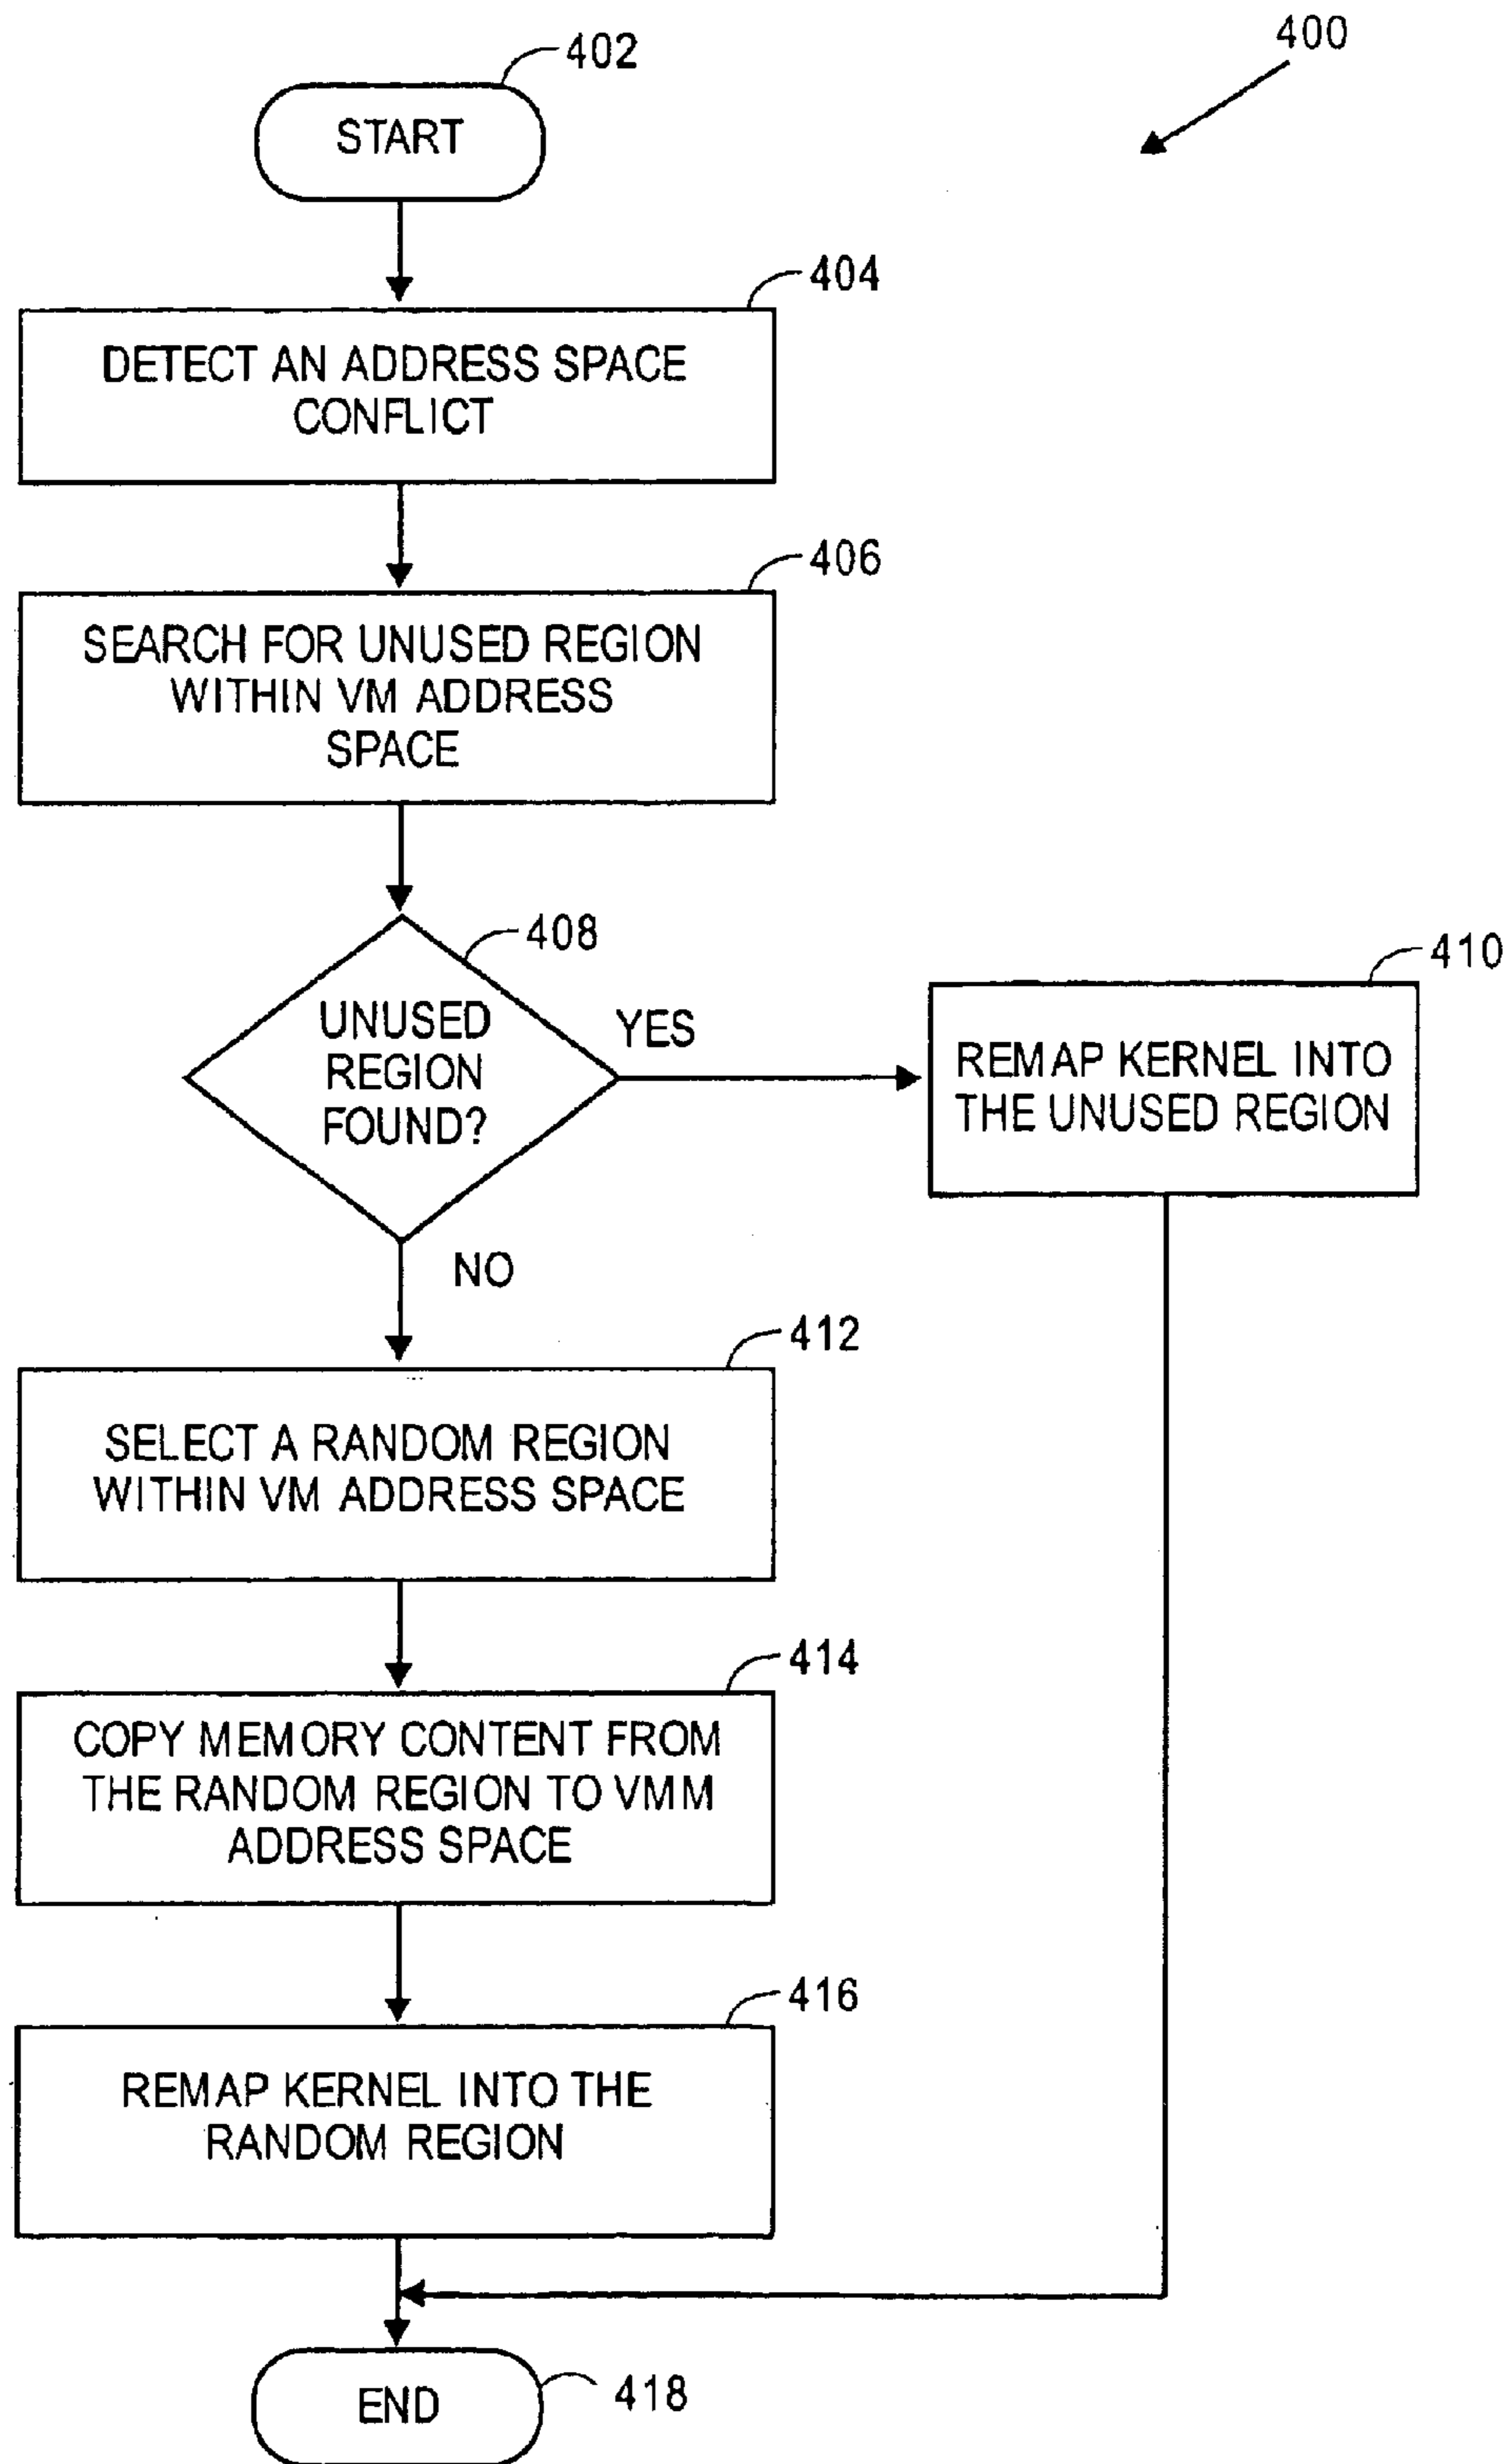 400
402
START
404
DETECT AN ADDRESS SPACE
CONFLICT
406
SEARCH FOR UNUSED REGION
WITHIN VM ADDRESS
SPACE
408
UNUSED
REGION
FOUND?
YES
410
REMAP KERNEL INTO
THE UNUSED REGION
NO
412
SELECT A RANDOM REGION
WITHIN VM ADDRESS SPACE
414
COPY MEMORY CONTENT FROM
THE RANDOM REGION TO VMM
ADDRESS SPACE
416
REMAP KERNEL INTO THE
RANDOM REGION
END
418